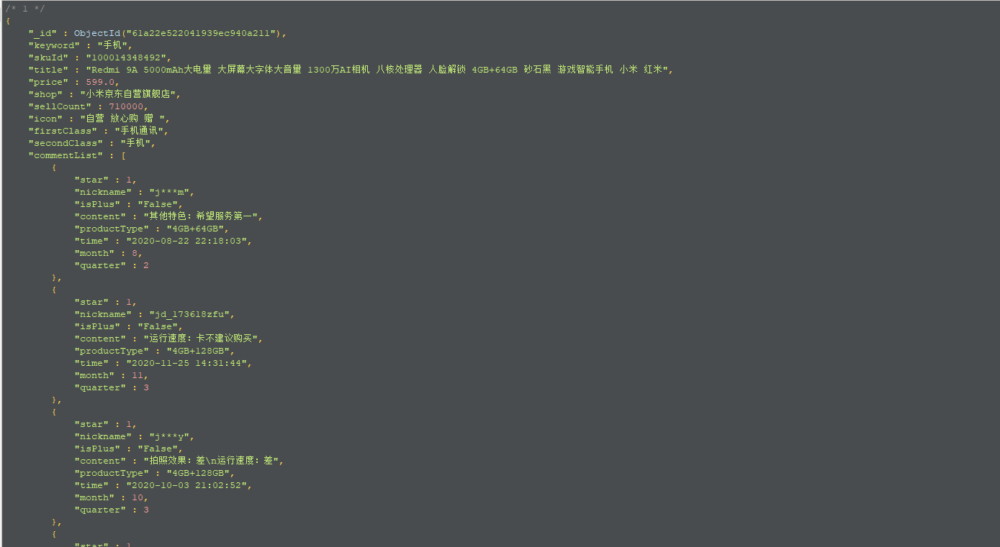 /* 1 */
{
"_id" : ObjectId("61a22e522041939ec940a211"),
"keyword" : "手机",
"skuId" : "100014348492",
"title" : "Redmi 9A 5000mAh大电量 大屏幕大字体大音量 1300万AI相机 八核处理器 人脸解锁 4GB+64GB 砂石黑 游戏智能手机 小米 红米",
"price" : 599.0,
"shop" : "小米京东自营旗舰店",
"sellCount" : 710000,
"icon" : "自营 放心购 赠 ",
"firstClass" : "手机通讯",
"secondClass" : "手机",
"commentList" : [
{
"star" : 1,
"nickname" : "j***m",
"isPlus" : "False",
"content" : "其他特色：希望服务第一",
"productType" : "4GB+64GB",
"time" : "2020-08-22 22:18:03",
"month" : 8,
"quarter" : 2
},
{
"star" : 1,
"nickname" : "jd_173618zfu",
"isPlus" : "False",
"content" : "运行速度：卡不建议购买",
"productType" : "4GB+128GB",
"time" : "2020-11-25 14:31:44",
"month" : 11,
"quarter" : 3
},
{
"star" : 1,
"nickname" : "j***y",
"isPlus" : "False",
"content" : "拍照效果：差\n运行速度：差",
"productType" : "4GB+128GB",
"time" : "2020-10-03 21:02:52",
"month" : 10,
"quarter" : 3
},
{
"star" : 1